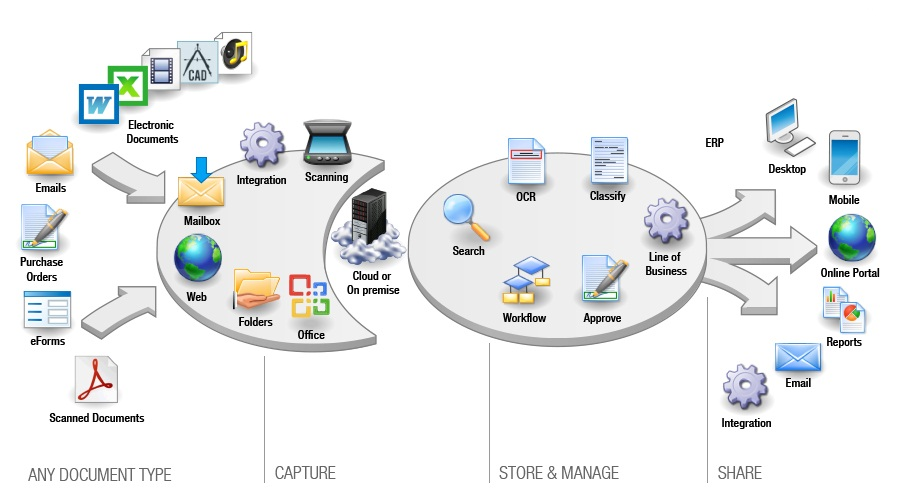 CAD
W
X
Electronic
Documents
Emails
Purchase
Orders
eForms
Scanned Documents
Integration
Scanning
Mailbox
Web
Folders
Office
Cloud or
On premise
OCR
Classify
Search
Line of
Business
Workflow
Approve
ERP
Desktop
Mobile
Online Portal
Reports
Email
Integration
ANY DOCUMENT TYPE
CAPTURE
STORE & MANAGE
SHARE